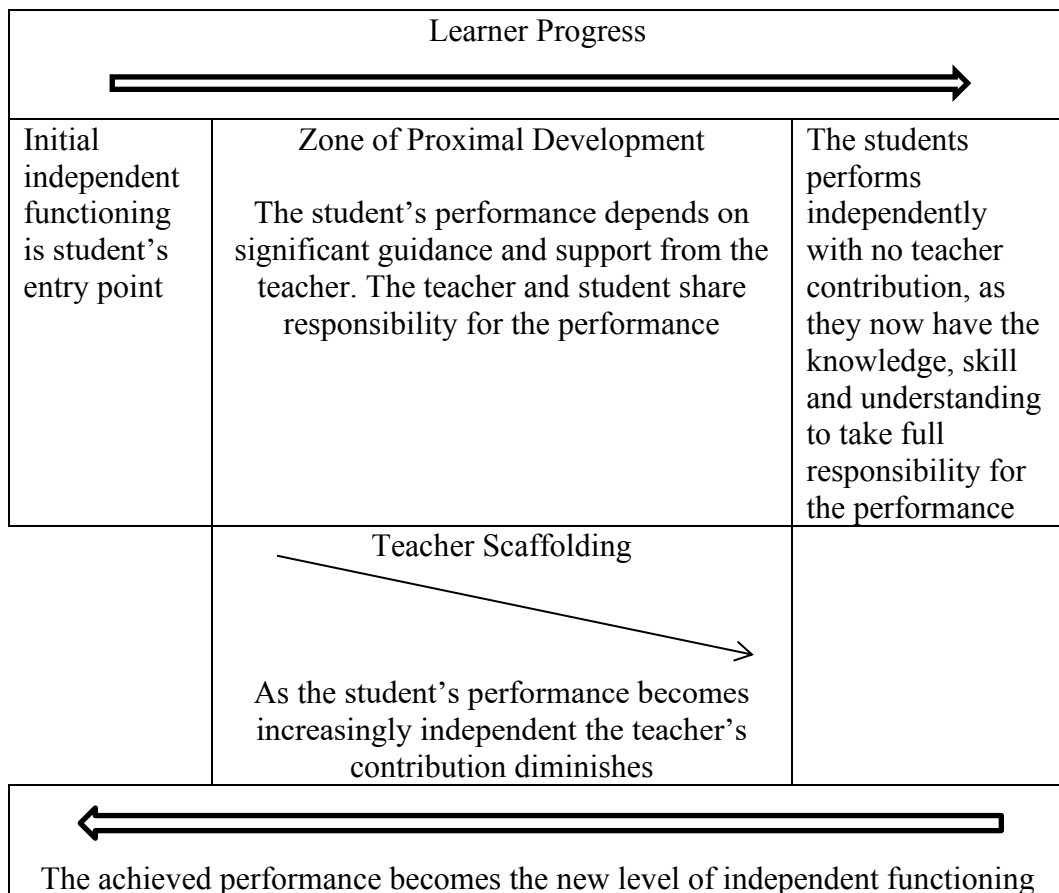 Learner Progress
Initial
independent
functioning
is student’s
entry point
Zone of Proximal Development
The student’s performance depends on
significant guidance and support from the
teacher. The teacher and student share
responsibility for the performance
The students
performs
independently
with no teacher
contribution, as
they now have the
knowledge, skill
and understanding
to take full
responsibility for
the performance
Teacher Scaffolding
As the student’s performance becomes
increasingly independent the teacher’s
contribution diminishes
The achieved performance becomes the new level of independent functioning